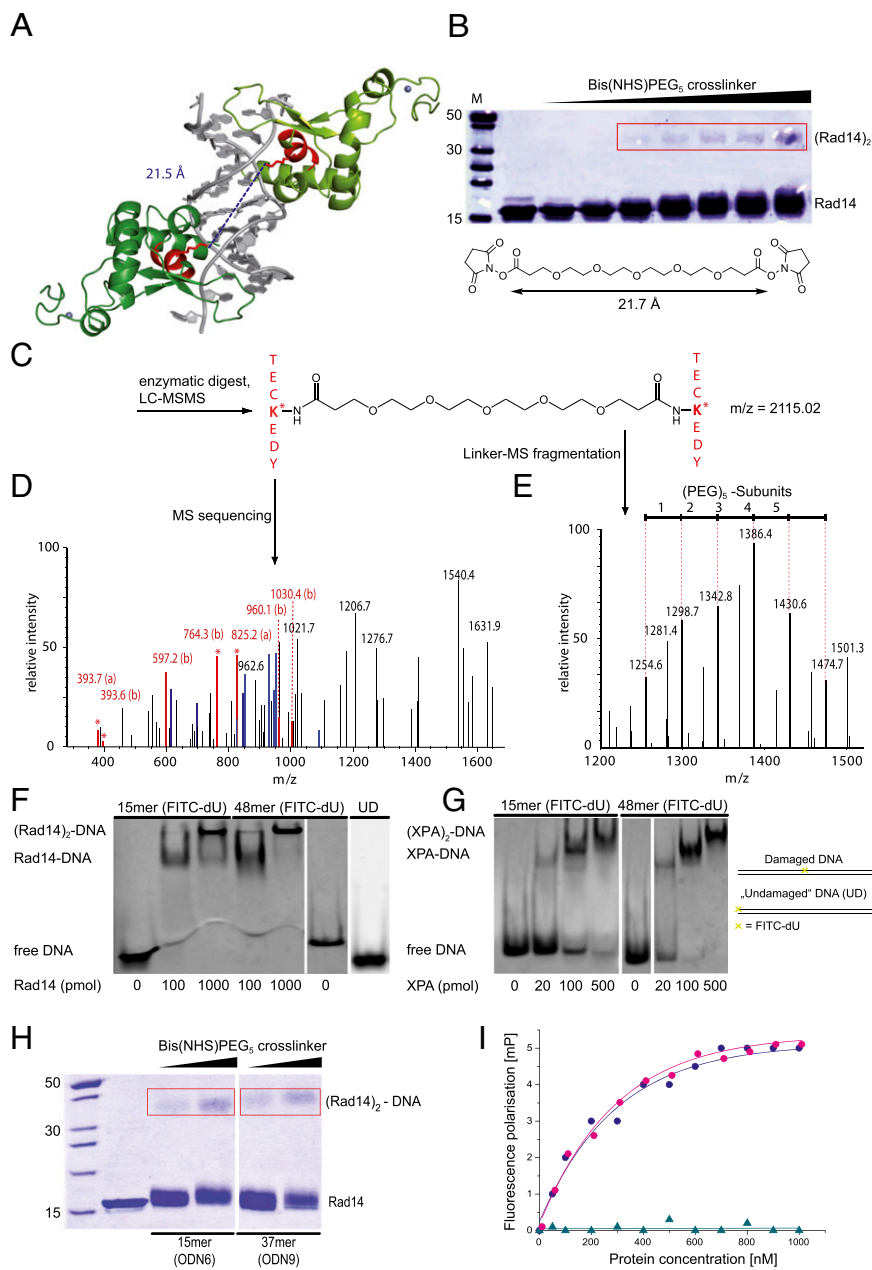 A
21.5 Å
B
Bis(NHS)PEG5 crosslinker
M
50
30
15
(Rad14)2
Rad14
O
O
O
O
O
O
O
O
O
O
O
O
O
N
N
21.7 Å
C
enzymatic digest,
LC-MSMS
T
E
C
K*
E
D
Y
N
H
O
O
O
O
O
O
O
N
H
T
E
C
K*
E
D
Y
m/z = 2115.02
Linker-MS fragmentation
D
MS sequencing
100
50
0
relative intensity
393.7 (a)
393.6 (b)
597.2 (b)
764.3 (b)
825.2 (a)
960.1 (b)
1030.4 (b)
962.6
1021.7
1206.7
1276.7
1540.4
1631.9
*
*
*
*
400
600
800
1000
1200
1400
1600
m/z
E
(PEG)5 -Subunits
1
2
3
4
5
100
50
0
relative intensity
1254.6
1281.4
1298.7
1342.8
1386.4
1430.6
1474.7
1501.3
1200
1300
1400
1500
m/z
F
15mer (FITC-dU) 48mer (FITC-dU) UD
(Rad14)2-DNA
Rad14-DNA
free DNA
Rad14 (pmol) 0 100 1000 100 1000 0
G
15mer (FITC-dU) 48mer (FITC-dU)
(XPA)2-DNA
XPA-DNA
free DNA
XPA (pmol) 0 20 100 500 0 20 100 500
Damaged DNA
„Undamaged" DNA (UD)
x = FITC-dU
H
Bis(NHS)PEG5 crosslinker
50
30
15
(Rad14)2 - DNA
Rad14
15mer
(ODN6)
37mer
(ODN9)
I
Fluorescence polarisation [mP]
5
4
3
2
1
0
0
200
400
600
800
1000
Protein concentration [nM]